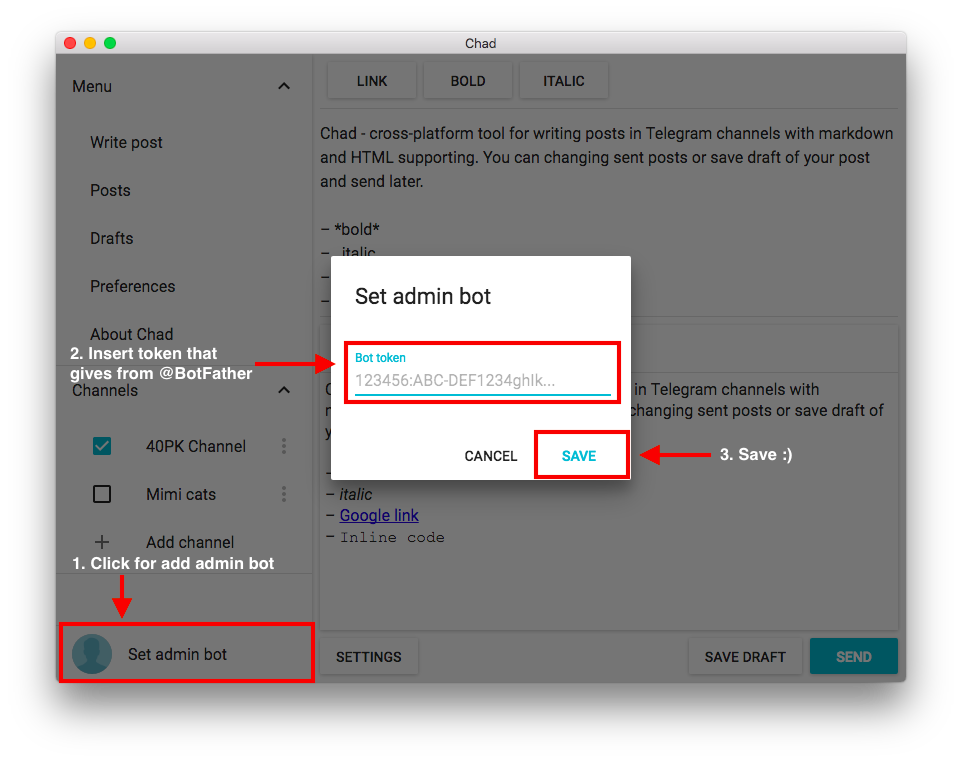 Chad
Menu
Write post
Posts
Drafts
Preferences
About Chad
2. Insert token that
gives from @BotFather
Channels
40PK Channel
Mimi cats
Add channel
1. Click for add admin bot
Set admin bot
LINK BOLD ITALIC
Chad - cross-platform tool for writing posts in Telegram channels with markdown
and HTML supporting. You can changing sent posts or save draft of your post
and send later.
– *bold*
– _italic_
–
–
Set admin bot
Bot token
123456:ABC-DEF1234ghIk...
CANCEL SAVE
3. Save :)
in Telegram channels with
changing sent posts or save draft of
–
– italic
– Google link
– Inline code
SETTINGS SAVE DRAFT SEND